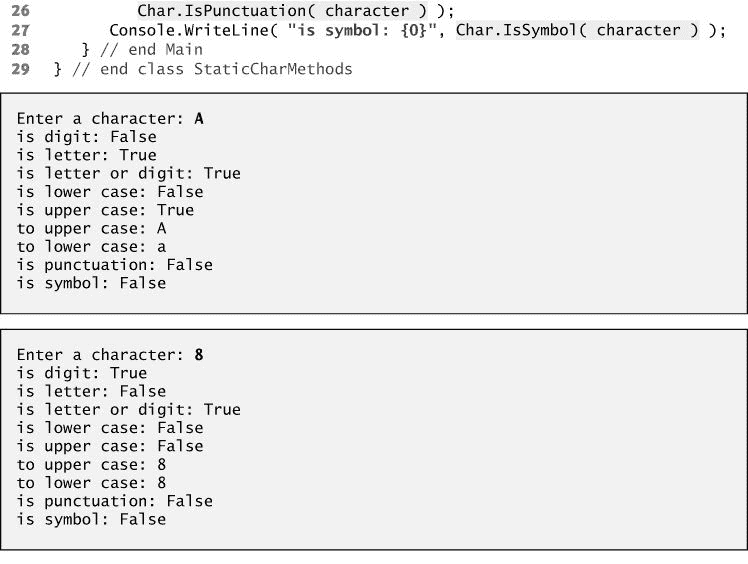 26 Char.IsPunctuation( character ) );
27 Console.WriteLine( "is symbol: {0}", Char.IsSymbol( character ) );
28 } // end Main
29 } // end class StaticCharMethods
Enter a character: A
is digit: False
is letter: True
is letter or digit: True
is lower case: False
is upper case: True
to upper case: A
to lower case: a
is punctuation: False
is symbol: False
Enter a character: 8
is digit: True
is letter: False
is letter or digit: True
is lower case: False
is upper case: False
to upper case: 8
to lower case: 8
is punctuation: False
is symbol: False